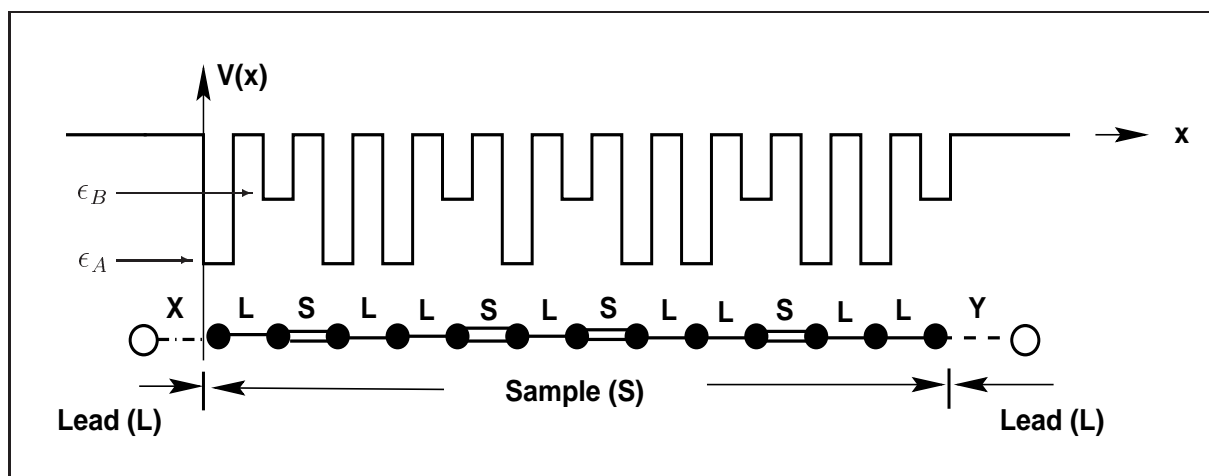 V(x)
x
ϵ_B
ϵ_A
X L S L L S L S L L S L L Y
Sample (S)
Lead (L) Lead (L)